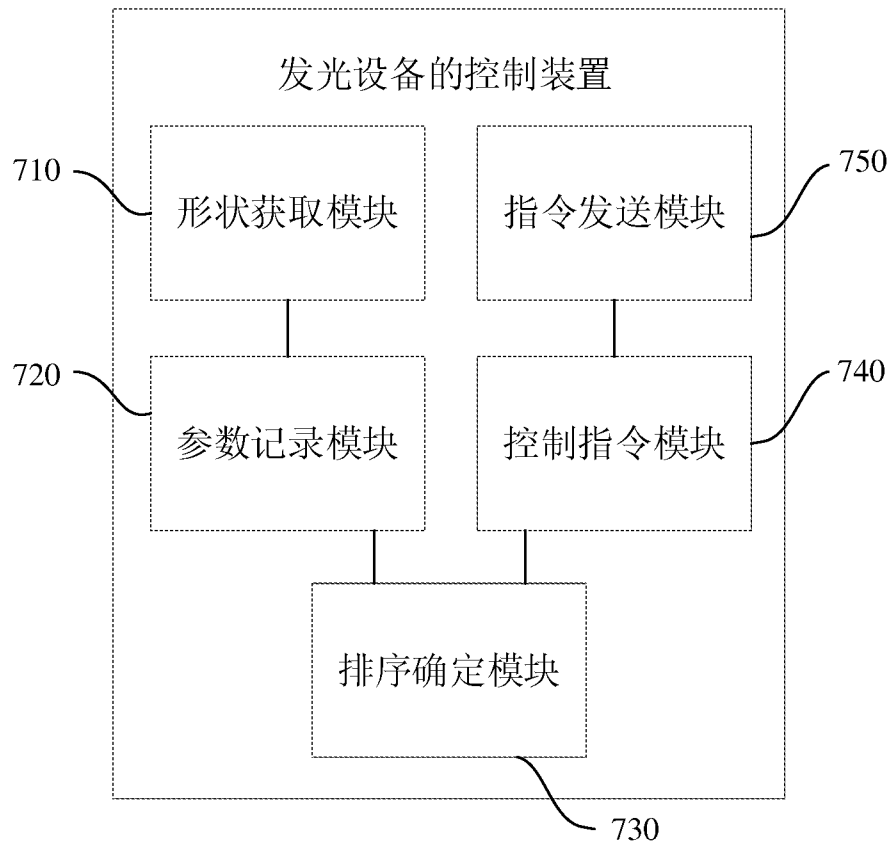 发光设备的控制装置
710
形状获取模块
指令发送模块
750
720
参数记录模块
控制指令模块
740
排序确定模块
730